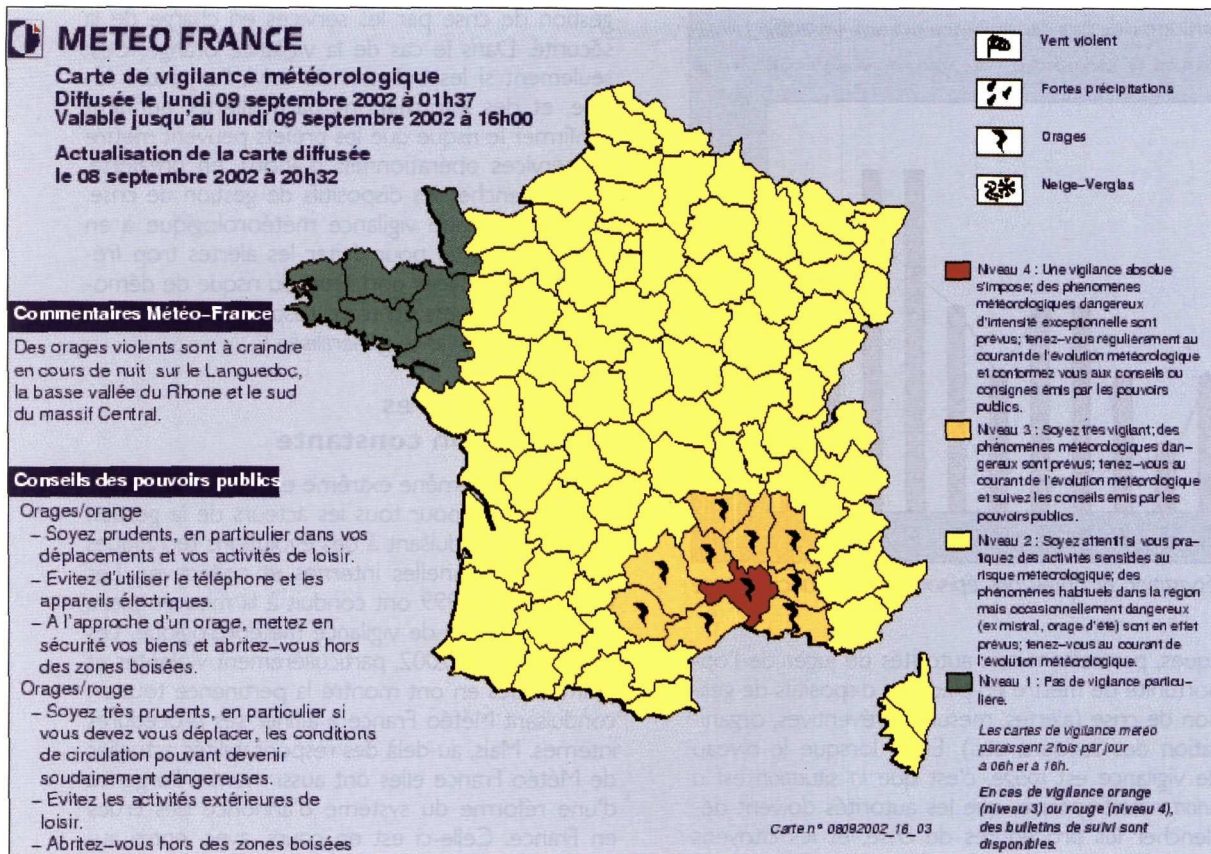 METEO FRANCE
Carte de vigilance météorologique
Diffusée le lundi 09 septembre 2002 à 01h37
Valable jusqu'au lundi 09 septembre 2002 à 16h00
Actualisation de la carte diffusée
le 08 septembre 2002 à 20h32
Commentaires Météo-France
Des orages violents sont à craindre
en cours de nuit sur le Languedoc,
la basse vallée du Rhone et le sud
du massif Central.
Conseils des pouvoirs publics
Orages/orange
– Soyez prudents, en particulier dans vos
déplacements et vos activités de loisir.
– Evitez d'utiliser le téléphone et les
appareils électriques.
– A l'approche d'un orage, mettez en
sécurité vos biens et abritez-vous hors
des zones boisées.
Orages/rouge
– Soyez très prudents, en particulier si
vous devez vous déplacer, les conditions
de circulation pouvant devenir
soudainement dangereuses.
– Evitez les activités extérieures de
loisir.
– Abritez-vous hors des zones boisées
Vent violent
Fortes précipitations
Orages
Neige-Verglas
Niveau 4 : Une vigilance absolue
s'impose; des phénomènes
météorologiques dangereux
d'intensité exceptionnelle sont
prévus; tenez-vous régulièrement au
courant de l'évolution météorologique
et conformez vous aux conseils ou
consignes émis par les pouvoirs
publics.
Niveau 3 : Soyez très vigilant; des
phénomènes météorologiques dan-
gereux sont prévus; tenez-vous au
courant de l'évolution météorologique
et suivez les conseils émis par les
pouvoirs publics.
Niveau 2 : Soyez attentif si vous pra-
tiquez des activités sensibles au
risque météorologique; des
phénomènes habituels dans la région
mais occasionnellement dangereux
(ex mistral, orage d'été) sont en effet
prévus; tenez-vous au courant de
l'évolution météorologique.
Niveau 1 : Pas de vigilance particu-
lière.
Les cartes de vigilance météo
paraissent 2 fois par jour
à 06h et à 16h.
En cas de vigilance orange
(niveau 3) ou rouge (niveau 4),
des bulletins de suivi sont
disponibles.
Carte n° 08092002_16_03